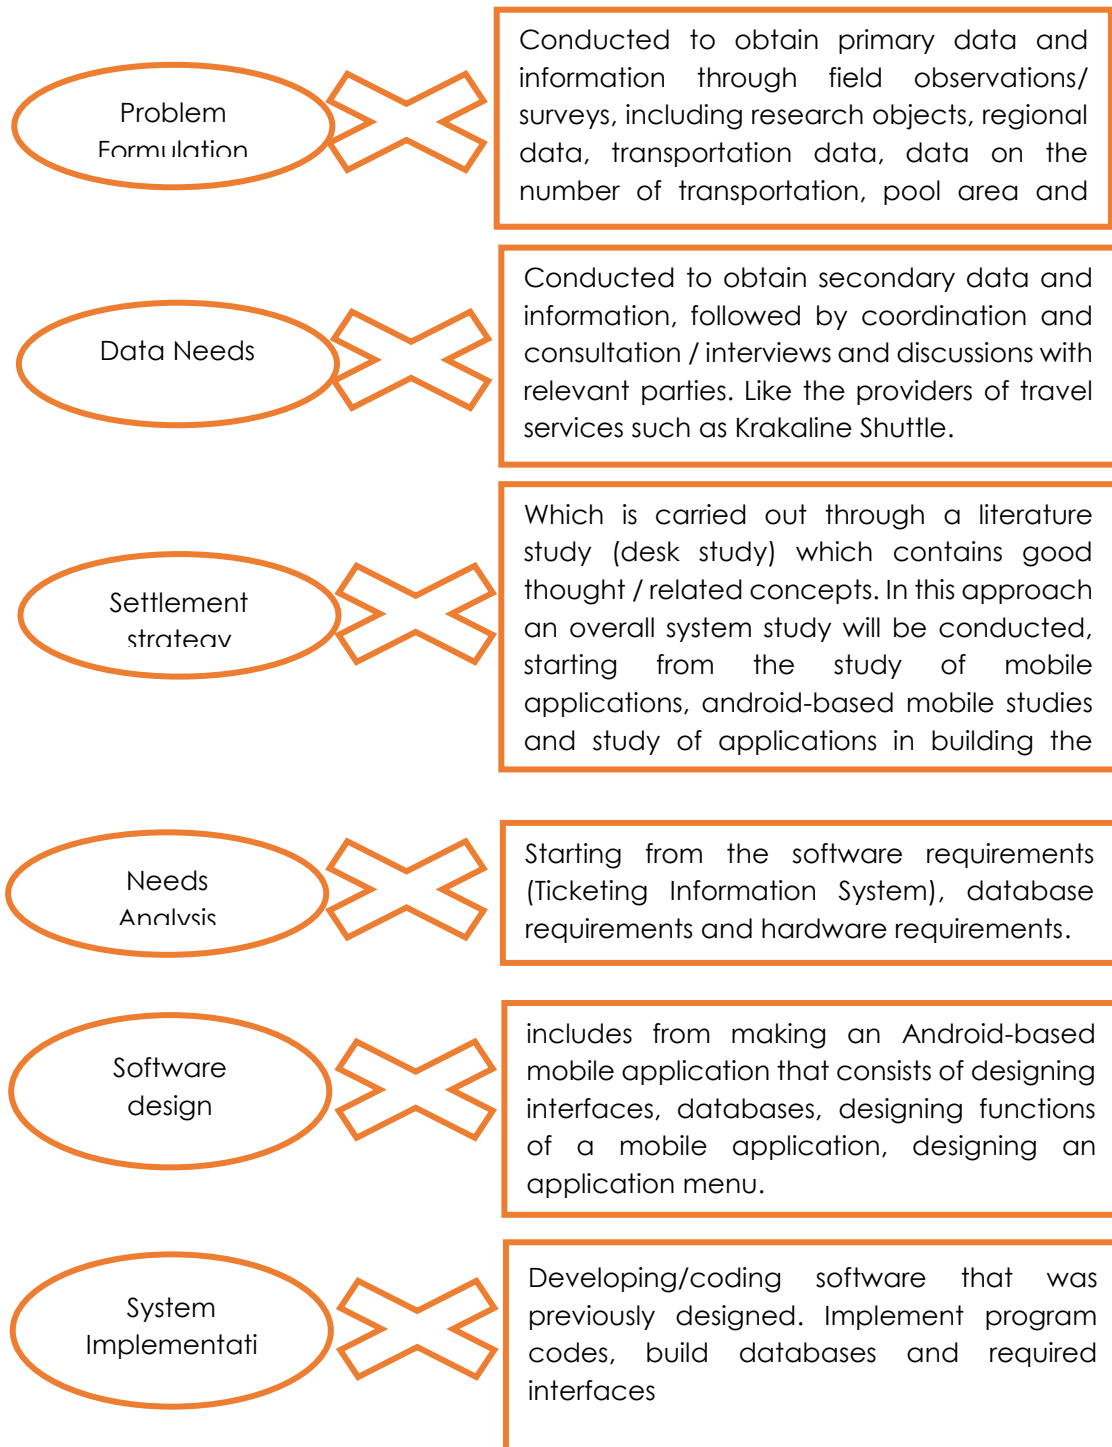 Problem
Formulation
Conducted to obtain primary data and
information through field observations/
surveys, including research objects, regional
data, transportation data, data on the
number of transportation, pool area and
Data Needs
Conducted to obtain secondary data and
information, followed by coordination and
consultation / interviews and discussions with
relevant parties. Like the providers of travel
services such as Krakaline Shuttle.
Settlement
strategy
Which is carried out through a literature
study (desk study) which contains good
thought / related concepts. In this approach
an overall system study will be conducted,
starting from the study of mobile
applications, android-based mobile studies
and study of applications in building the
Needs
Analysis
Starting from the software requirements
(Ticketing Information System), database
requirements and hardware requirements.
Software
design
includes from making an Android-based
mobile application that consists of designing
interfaces, databases, designing functions
of a mobile application, designing an
application menu.
System
Implementati
Developing/coding software that was
previously designed. Implement program
codes, build databases and required
interfaces